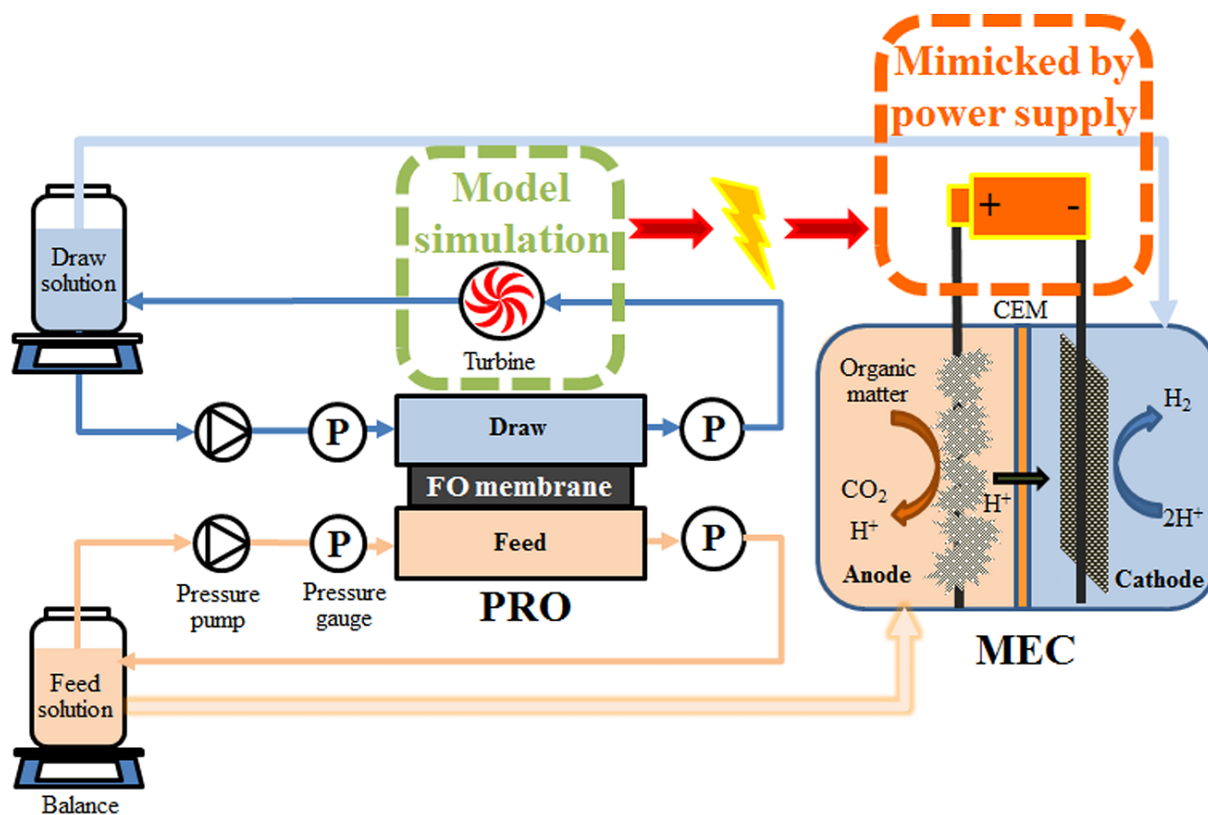 Mimicked by
power supply
Model
simulation
+ -
Draw
solution
Turbine
CEM
Organic
matter
H₂
P
Draw
P
FO membrane
CO₂
H⁺
H⁺
2H⁺
P
Feed
P
Anode
Cathode
Pressure
pump
Pressure
gauge
PRO
MEC
Feed
solution
Balance